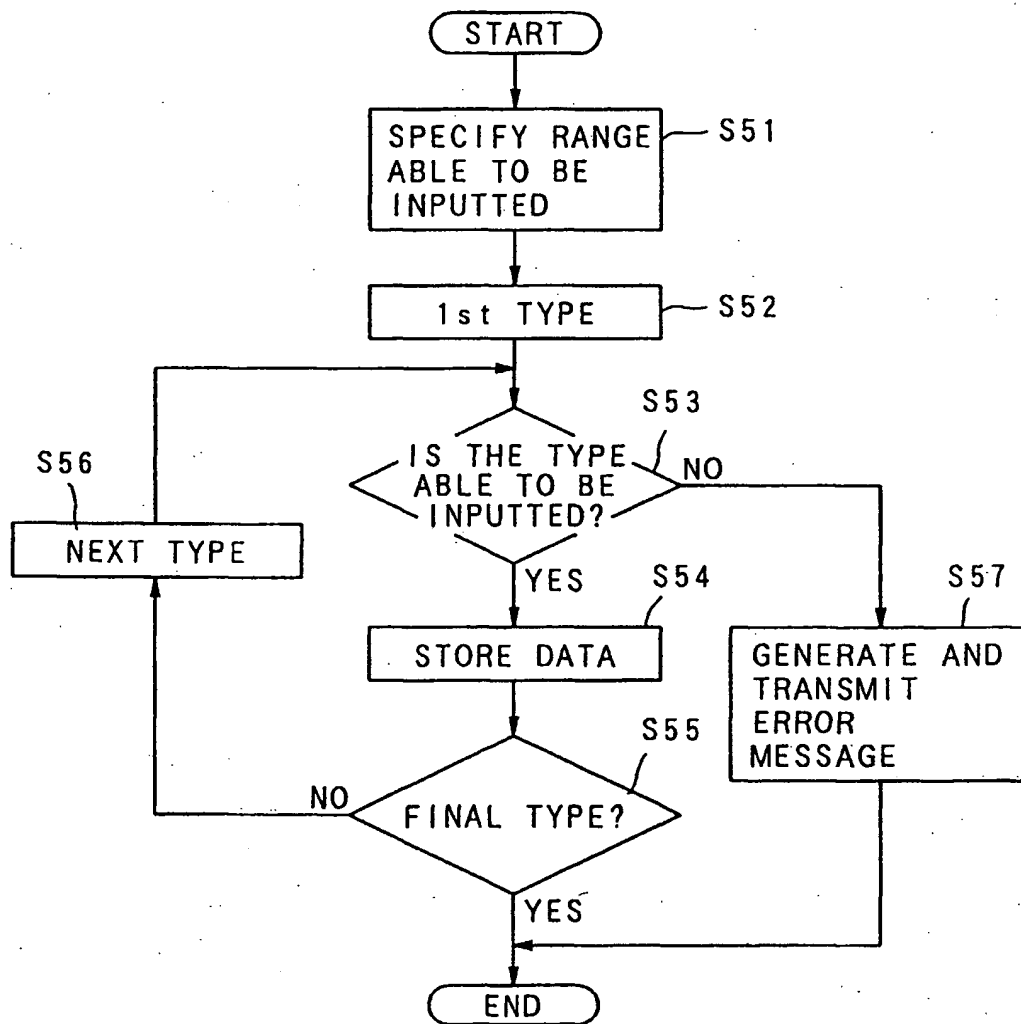 START
SPECIFY RANGE
ABLE TO BE
INPUTTED
S51
1st TYPE
S52
S53
IS THE TYPE
ABLE TO BE
INPUTTED?
NO
YES
S56
NEXT TYPE
S54
STORE DATA
S57
GENERATE AND
TRANSMIT
ERROR
MESSAGE
S55
FINAL TYPE?
NO
YES
END